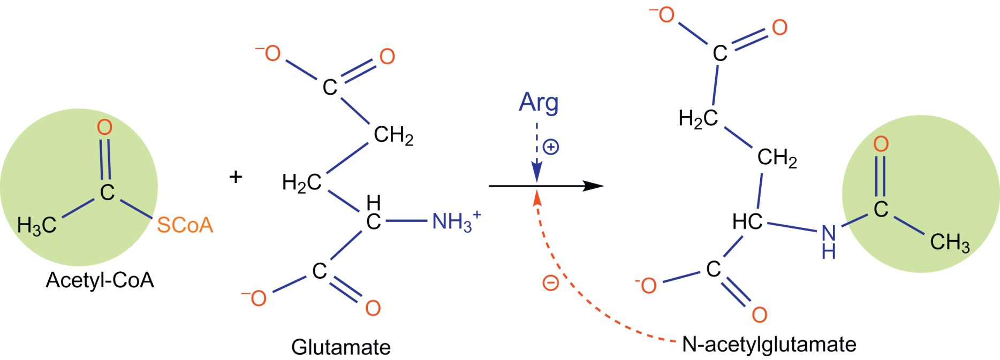 O
C
H₃C
SCoA
Acetyl-CoA
+
⁻O
O
C
CH₂
H₂C
H
C
NH₃⁺
C
⁻O
O
Glutamate
Arg
⊕
⊖
⁻O
O
C
H₂C
CH₂
HC
N
H
O
C
CH₃
C
⁻O
O
N-acetylglutamate